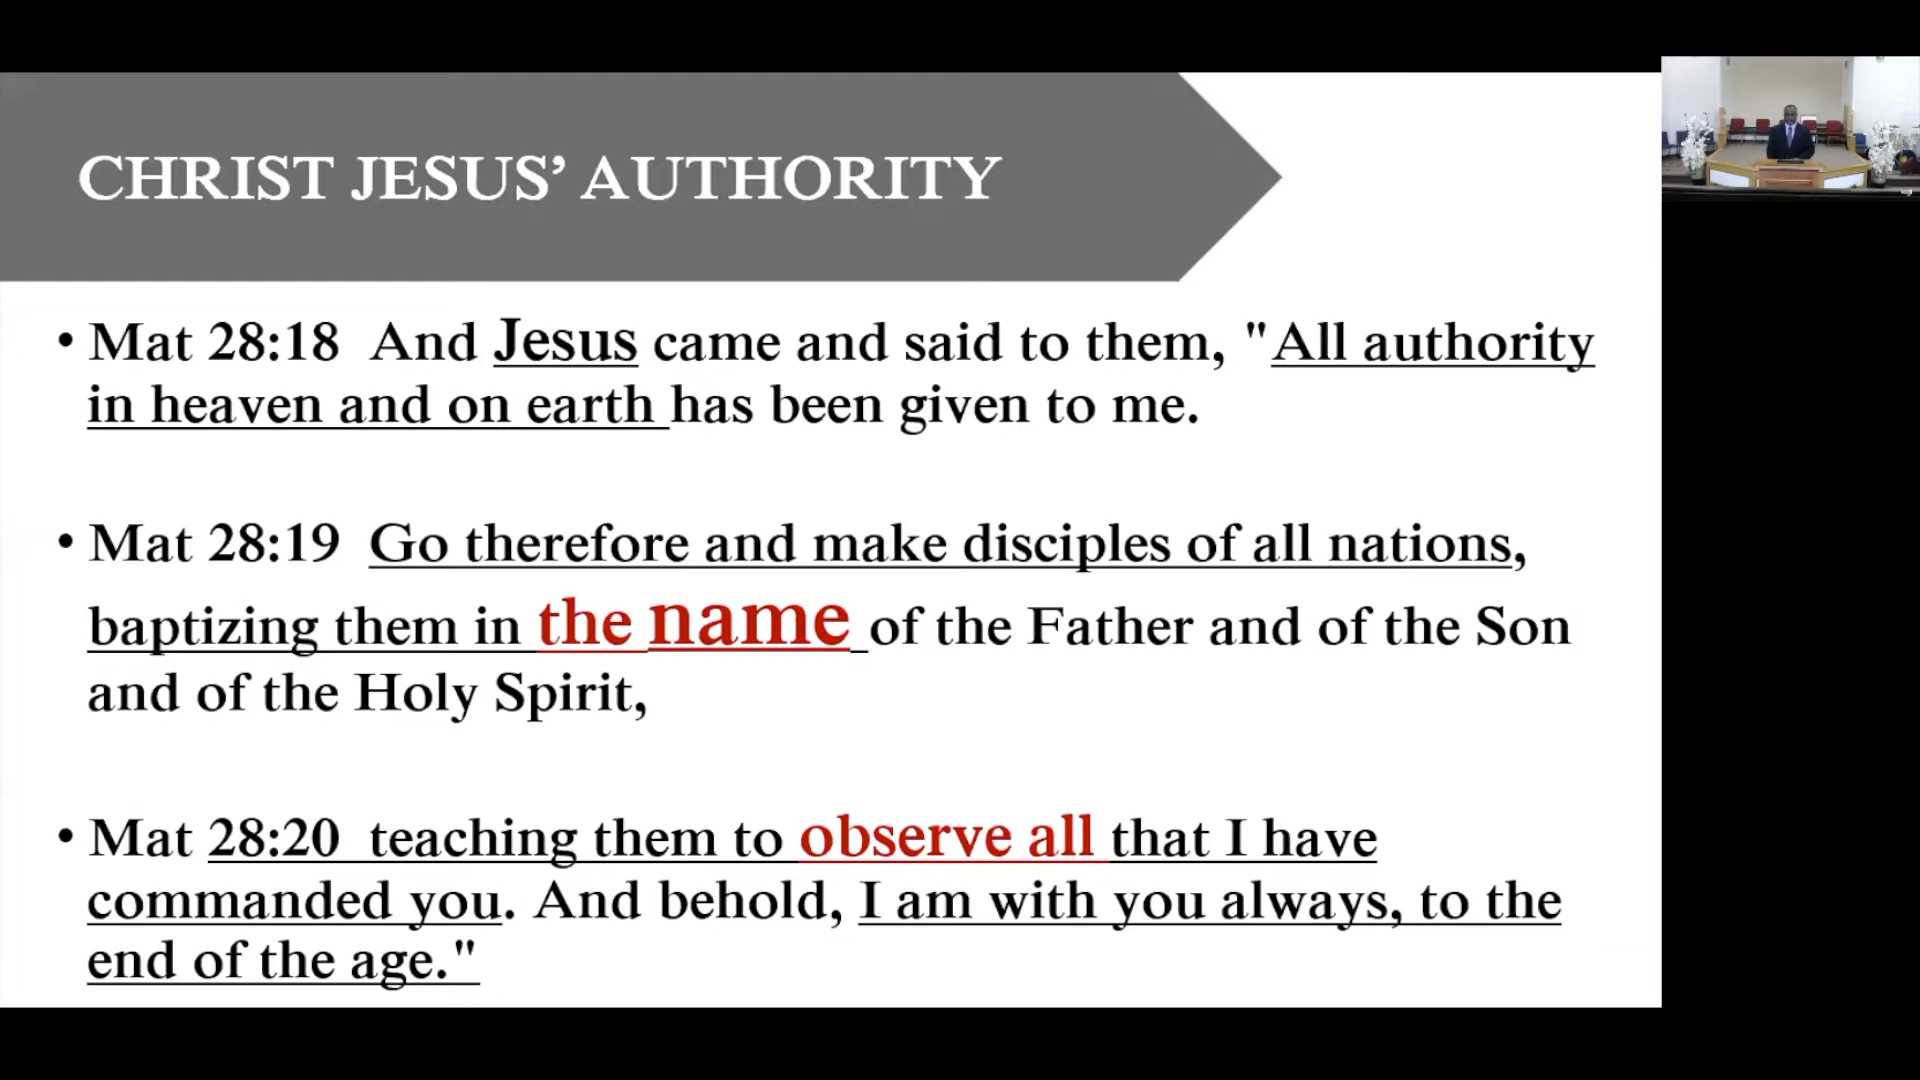 CHRIST JESUS’ AUTHORITY
• Mat 28:18 And Jesus came and said to them, "All authority
in heaven and on earth has been given to me.
• Mat 28:19 Go therefore and make disciples of all nations,
baptizing them in the name of the Father and of the Son
and of the Holy Spirit,
• Mat 28:20 teaching them to observe all that I have
commanded you. And behold, I am with you always, to the
end of the age."